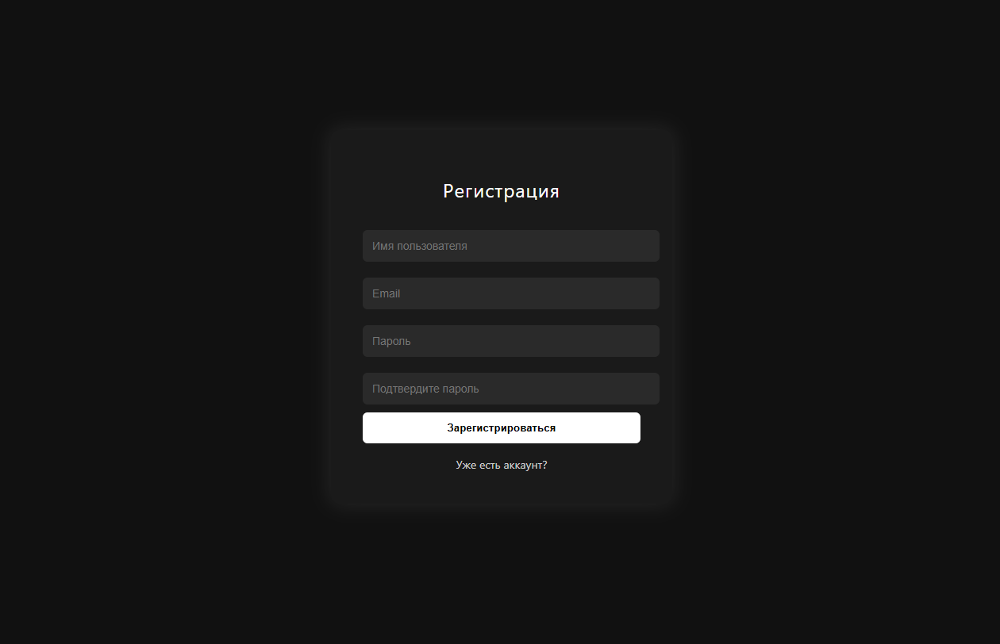 Регистрация
Имя пользователя
Email
Пароль
Подтвердите пароль
Зарегистрироваться
Уже есть аккаунт?